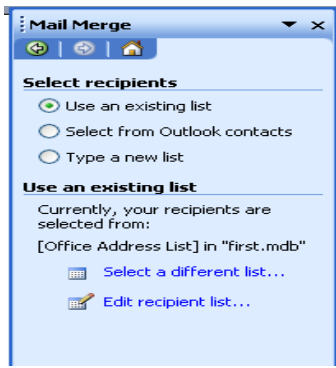 Mail Merge
Select recipients
Use an existing list
Select from Outlook contacts
Type a new list
Use an existing list
Currently, your recipients are
selected from:
[Office Address List] in "first.mdb"
Select a different list...
Edit recipient list...